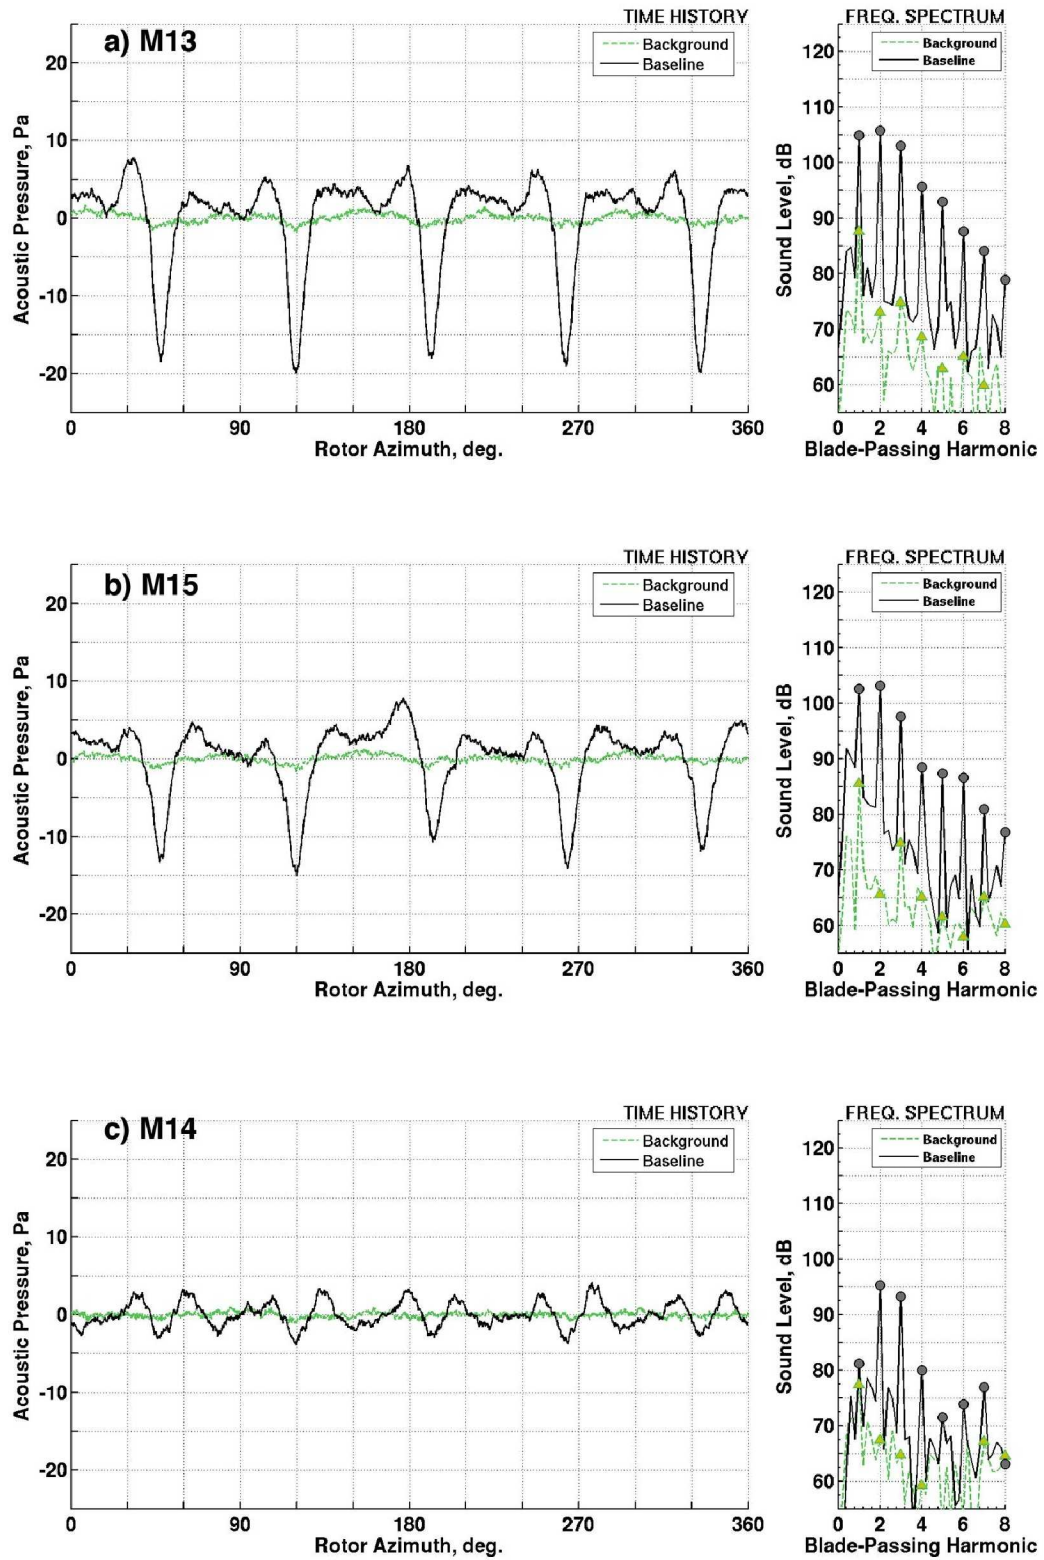 TIME HISTORY
a) M13
Background
Baseline
20
10
0
-10
-20
Acoustic Pressure, Pa
0 90 180 270 360
Rotor Azimuth, deg.
FREQ. SPECTRUM
Background
Baseline
120
110
100
90
80
70
60
Sound Level, dB
0 2 4 6 8
Blade-Passing Harmonic
TIME HISTORY
b) M15
Background
Baseline
20
10
0
-10
-20
Acoustic Pressure, Pa
0 90 180 270 360
Rotor Azimuth, deg.
FREQ. SPECTRUM
Background
Baseline
120
110
100
90
80
70
60
Sound Level, dB
0 2 4 6 8
Blade-Passing Harmonic
TIME HISTORY
c) M14
Background
Baseline
20
10
0
-10
-20
Acoustic Pressure, Pa
0 90 180 270 360
Rotor Azimuth, deg.
FREQ. SPECTRUM
Background
Baseline
120
110
100
90
80
70
60
Sound Level, dB
0 2 4 6 8
Blade-Passing Harmonic